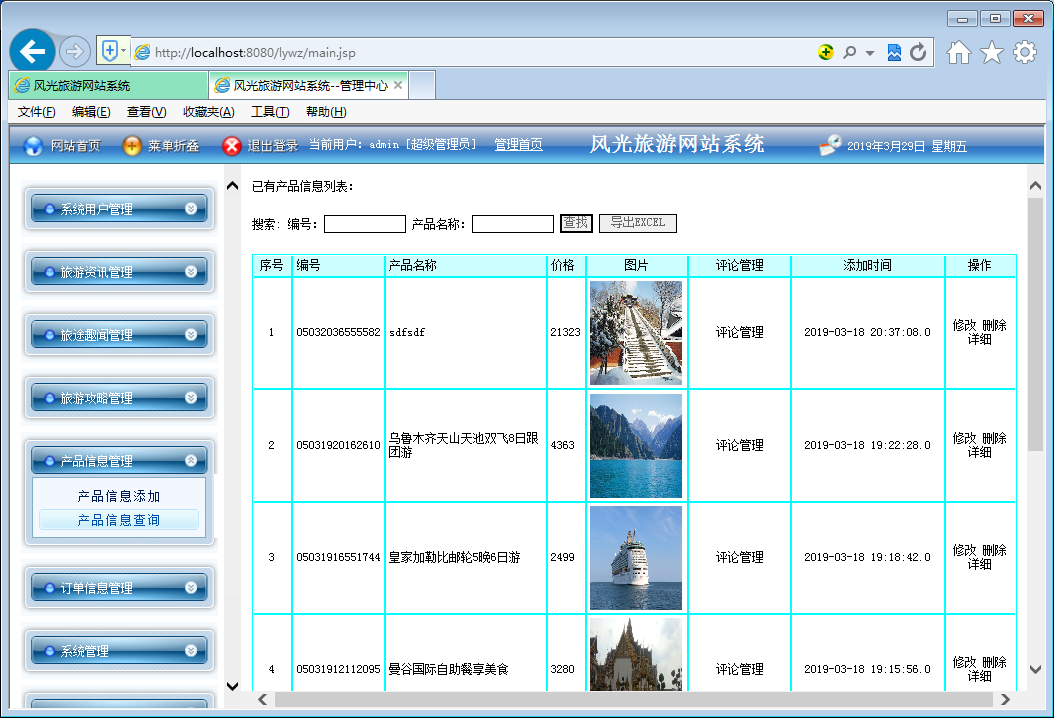 http://localhost:8080/lywz/main.jsp
风光旅游网站系统
风光旅游网站系统--管理中心
文件(F) 编辑(E) 查看(V) 收藏夹(A) 工具(T) 帮助(H)
网站首页 菜单折叠 退出登录 当前用户：admin [超级管理员] 管理首页 风光旅游网站系统 2019年3月29日 星期五
系统用户管理
旅游资讯管理
旅途趣闻管理
旅游攻略管理
产品信息管理
产品信息添加
产品信息查询
订单信息管理
系统管理
已有产品信息列表：
搜索: 编号： 产品名称： 查找 导出EXCEL
序号 编号 产品名称 价格 图片 评论管理 添加时间 操作
1 05032036555582 sdfsdf 21323 评论管理 2019-03-18 20:37:08.0 修改 删除
详细
2 05031920162610 乌鲁木齐天山天池双飞8日跟 4363 评论管理 2019-03-18 19:22:28.0 修改 删除
团游 详细
3 05031916551744 皇家加勒比邮轮5晚6日游 2499 评论管理 2019-03-18 19:18:42.0 修改 删除
详细
4 05031912112095 曼谷国际自助餐享美食 3280 评论管理 2019-03-18 19:15:56.0 修改 删除
详细